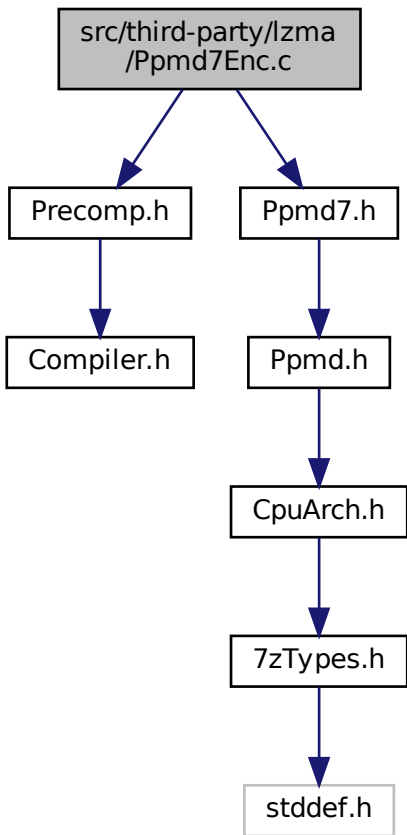 src/third-party/lzma
/Ppmd7Enc.c
Precomp.h
Ppmd7.h
Compiler.h
Ppmd.h
CpuArch.h
7zTypes.h
stddef.h